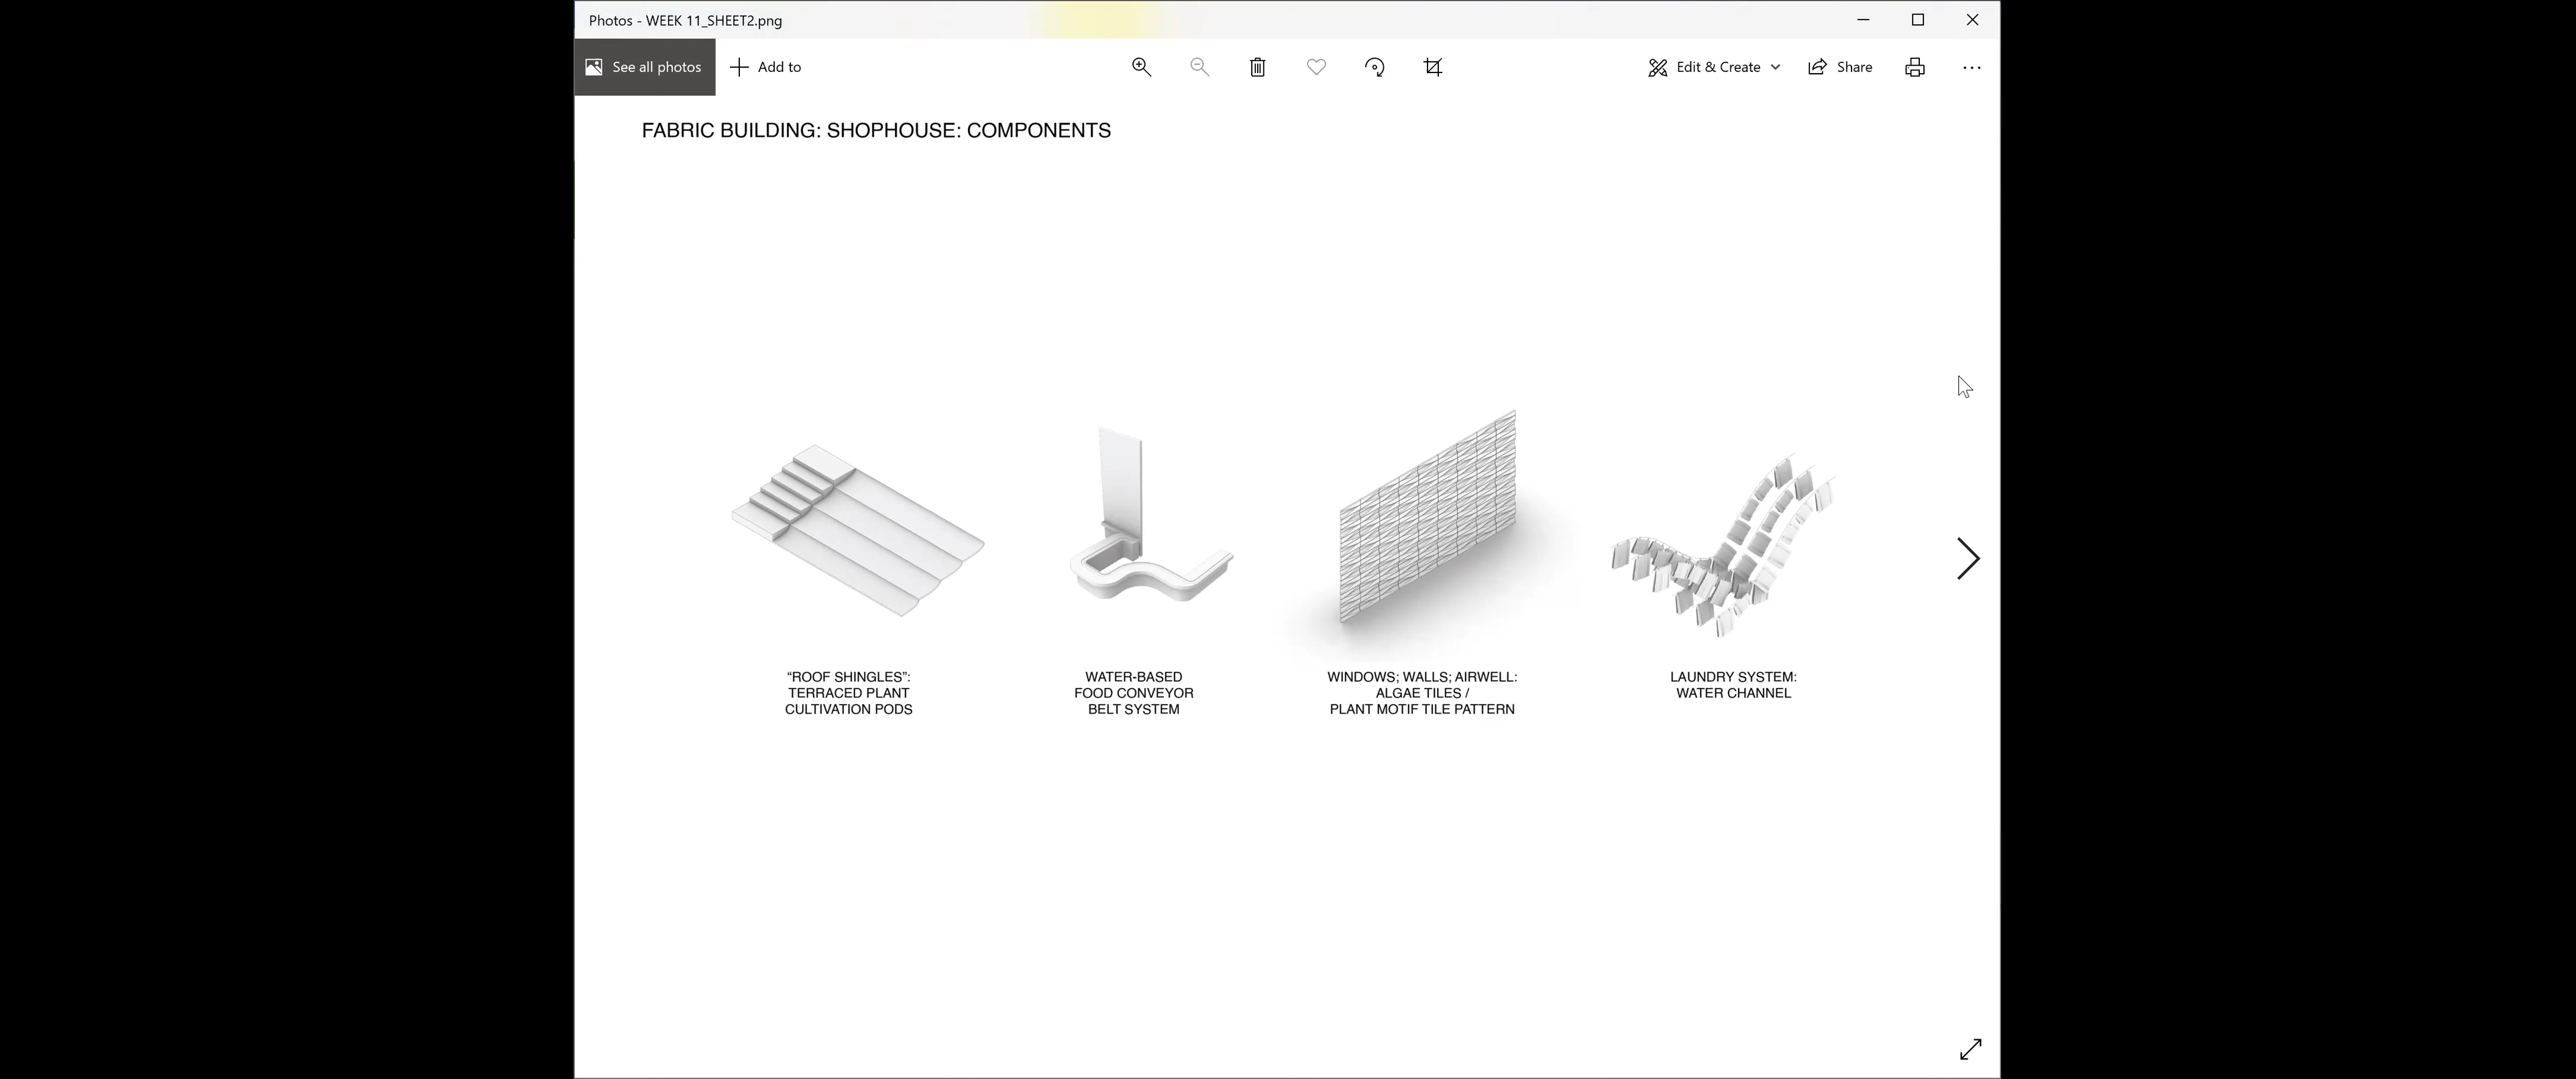 Photos - WEEK 11_SHEET2.png
See all photos
Add to
Edit & Create
Share
FABRIC BUILDING: SHOPHOUSE: COMPONENTS
“ROOF SHINGLES”:
TERRACED PLANT
CULTIVATION PODS
WATER-BASED
FOOD CONVEYOR
BELT SYSTEM
WINDOWS; WALLS; AIRWELL:
ALGAE TILES /
PLANT MOTIF TILE PATTERN
LAUNDRY SYSTEM:
WATER CHANNEL